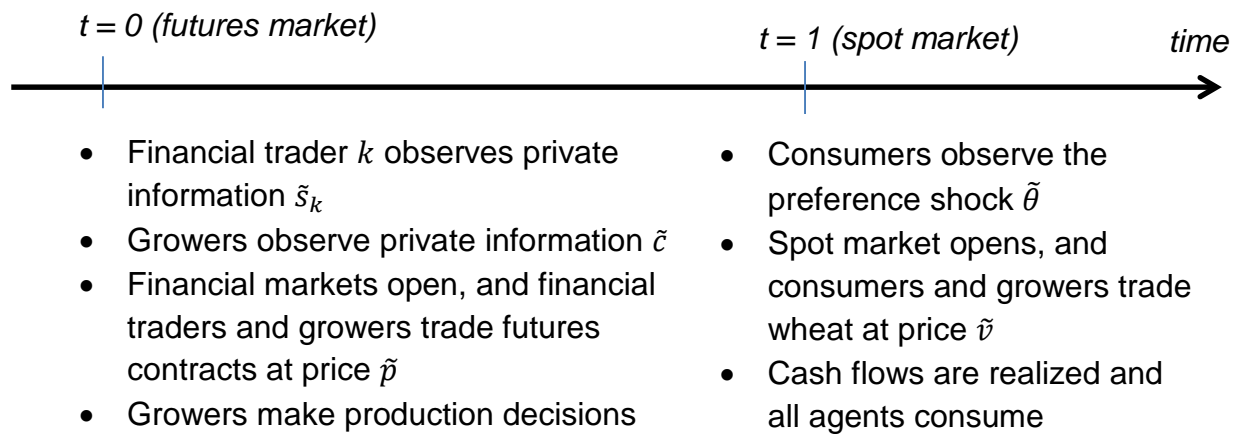 t = 0 (futures market)
t = 1 (spot market)
time
• Financial trader k observes private
information s̃ₖ
• Growers observe private information c̃
• Financial markets open, and financial
traders and growers trade futures
contracts at price p̃
• Growers make production decisions
• Consumers observe the
preference shock θ̃
• Spot market opens, and
consumers and growers trade
wheat at price ṽ
• Cash flows are realized and
all agents consume